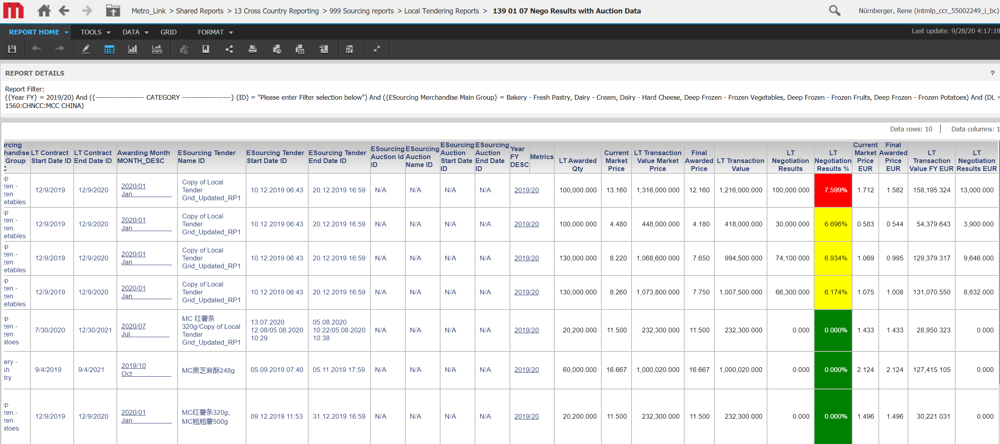 Metro_Link > Shared Reports > 13 Cross Country Reporting > 999 Sourcing reports > Local Tendering Reports > 139 01 07 Nego Results with Auction Data
Nürnberger, Rene (intmlp_ccr_55002249_i_bc)
REPORT HOME TOOLS DATA GRID FORMAT
Last update: 9/28/20 4:17:18
REPORT DETAILS
?
Report Filter:
({Year FY} = 2019/20) And ({-------------------- CATEGORY --------------------} (ID) = "Please enter Filter selection below") And ({ESourcing Merchandise Main Group} = Bakery - Fresh Pastry, Dairy - Cream, Dairy - Hard Cheese, Deep Frozen - Frozen Vegetables, Deep Frozen - Frozen Fruits, Deep Frozen - Frozen Potatoes) And (DL =
1560:CHNCC:MCC CHINA)
Data rows: 10 | Data columns: 1
urcing
handise
Group
C
LT Contract
Start Date ID
LT Contract
End Date ID
Awarding Month
MONTH_DESC
ESourcing Tender
Name ID
ESourcing Tender
Start Date ID
ESourcing Tender
End Date ID
ESourcing
Auction Id
ID
ESourcing
Auction
Name ID
ESourcing
Auction
Start Date
ID
ESourcing
Auction
End Date
ID
Year
FY
DESC
Metrics
LT Awarded
Qty
Current
Market
Price
LT Transaction
Value Market
Price
Final
Awarded
Price
LT Transaction
Value
LT
Negotiation
Results
LT
Negotiation
Results %
Current
Market
Price
EUR
Final
Awarded
Price
EUR
LT
Transaction
Value FY EUR
LT
Negotiation
Results EUR
ep
zen -
zen
etables
12/9/2019
12/9/2020
2020/01
Jan
Copy of Local
Tender
Grid_Updated_RP1
10.12.2019 06:43
20.12.2019 16:59
N/A
N/A
N/A
N/A
2019/20
100,000.000
13.160
1,316,000.000
12.160
1,216,000.000
100,000.000
7.599%
1.712
1.582
158,195.324
13,000.000
ep
zen -
zen
etables
12/9/2019
12/9/2020
2020/01
Jan
Copy of Local
Tender
Grid_Updated_RP1
10.12.2019 06:43
20.12.2019 16:59
N/A
N/A
N/A
N/A
2019/20
100,000.000
4.480
448,000.000
4.180
418,000.000
30,000.000
6.696%
0.583
0.544
54,379.643
3,900.000
ep
zen -
zen
etables
12/9/2019
12/9/2020
2020/01
Jan
Copy of Local
Tender
Grid_Updated_RP1
10.12.2019 06:43
20.12.2019 16:59
N/A
N/A
N/A
N/A
2019/20
130,000.000
8.220
1,068,600.000
7.650
994,500.000
74,100.000
6.934%
1.069
0.995
129,379.317
9,646.000
ep
zen -
zen
etables
12/9/2019
12/9/2020
2020/01
Jan
Copy of Local
Tender
Grid_Updated_RP1
10.12.2019 06:43
20.12.2019 16:59
N/A
N/A
N/A
N/A
2019/20
130,000.000
8.260
1,073,800.000
7.750
1,007,500.000
66,300.000
6.174%
1.075
1.008
131,070.550
8,632.000
ep
zen -
zen
atoes
7/30/2020
12/30/2021
2020/07
Jul
MC 红薯条
320g/Copy of Local
Tender
Grid_Updated_RP1
13.07.2020
12:08/05.08.2020
10:29
05.08.2020
10:22/05.08.2020
10:38
N/A
N/A
N/A
N/A
2019/20
20,200.000
11.500
232,300.000
11.500
232,300.000
0.000
0.000%
1.433
1.433
28,950.323
0.000
ery -
sh
try
9/4/2019
9/4/2021
2019/10
Oct
MC黑芝麻酥248g
05.09.2019 07:40
05.11.2019 17:59
N/A
N/A
N/A
N/A
2019/20
60,000.000
16.667
1,000,020.000
16.667
1,000,020.000
0.000
0.000%
2.124
2.124
127,415.105
0.000
ep
zen -
zen
atoes
12/9/2019
12/9/2020
2020/01
Jan
MC红薯条320g、
MC翘翘薯500g
09.12.2019 11:53
31.12.2019 16:59
N/A
N/A
N/A
N/A
2019/20
20,200.000
11.500
232,300.000
11.500
232,300.000
0.000
0.000%
1.496
1.496
30,221.031
0.000